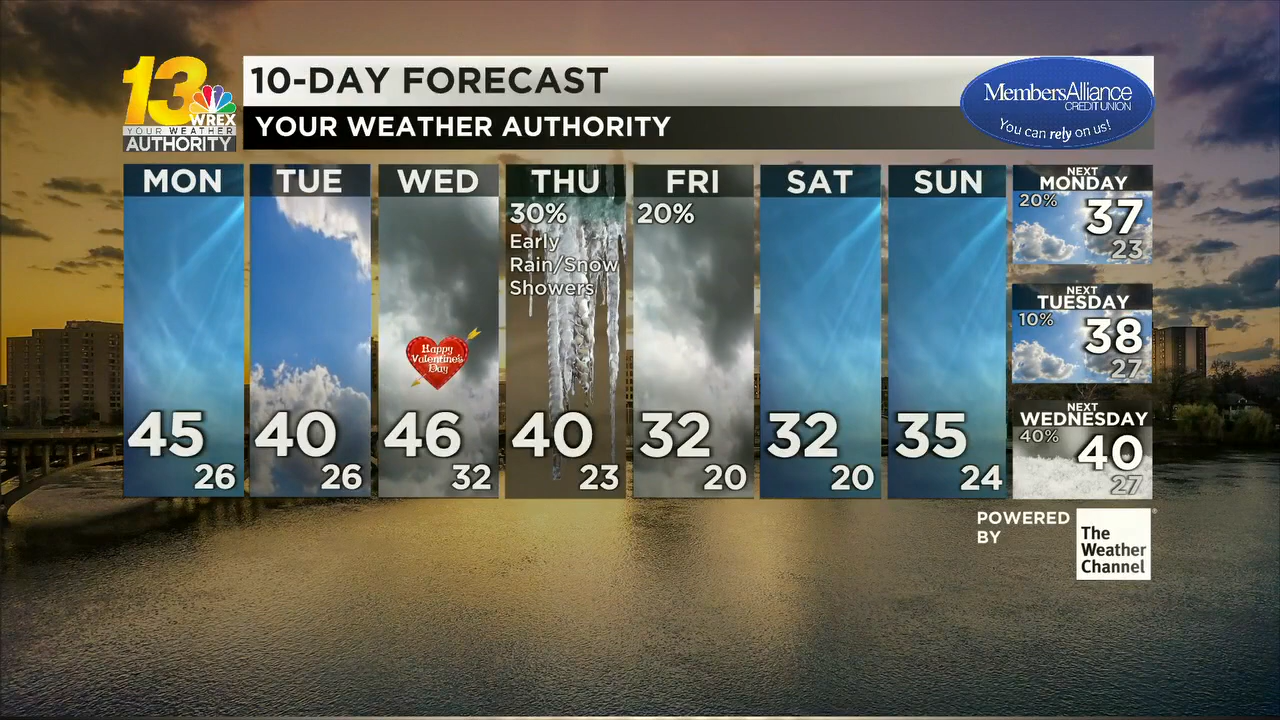 13
WREX
YOUR WEATHER
AUTHORITY
10-DAY FORECAST
YOUR WEATHER AUTHORITY
MembersAlliance
CREDIT UNION
You can rely on us!
MON
45
26
TUE
40
26
WED
Happy
Valentine's
Day
46
32
THU
30%
Early
Rain/Snow
Showers
40
23
FRI
20%
32
20
SAT
32
20
SUN
35
24
NEXT
MONDAY
20%
37
23
NEXT
TUESDAY
10%
38
27
NEXT
WEDNESDAY
40%
40
27
POWERED
BY
The
Weather
Channel
®